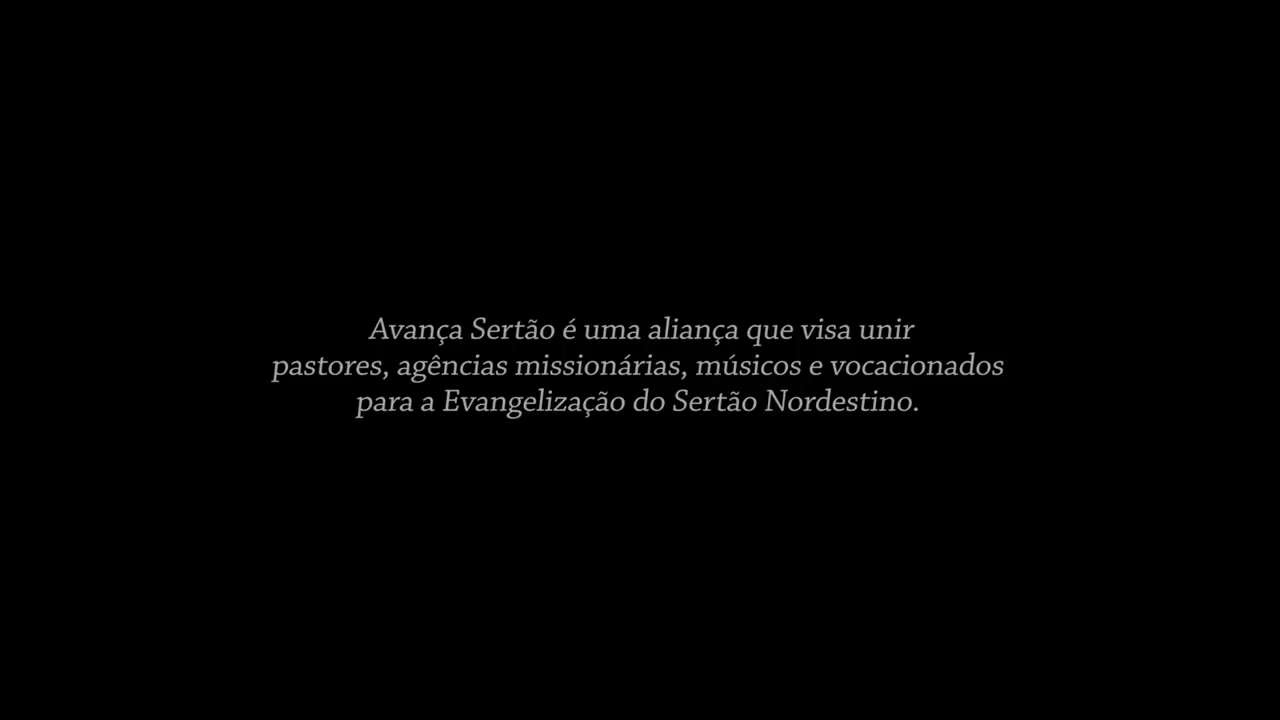 Avança Sertão é uma aliança que visa unir
pastores, agências missionárias, músicos e vocacionados
para a Evangelização do Sertão Nordestino.